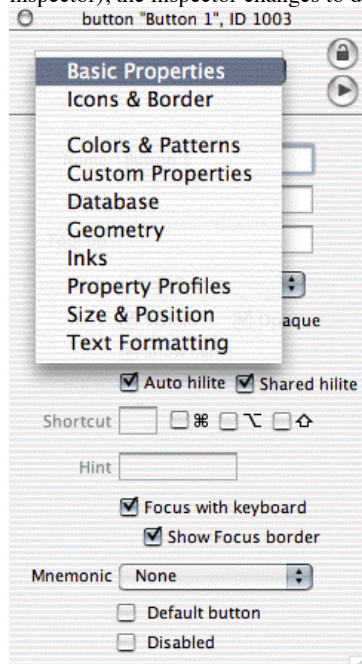 button "Button 1", ID 1003
Basic Properties
Icons & Border
Colors & Patterns
Custom Properties
Database
Geometry
Inks
Property Profiles
Size & Position
Text Formatting
Auto hilite Shared hilite
Shortcut ⌘ ⌥ ⇧
Hint
Focus with keyboard
Show Focus border
Mnemonic None
Default button
Disabled